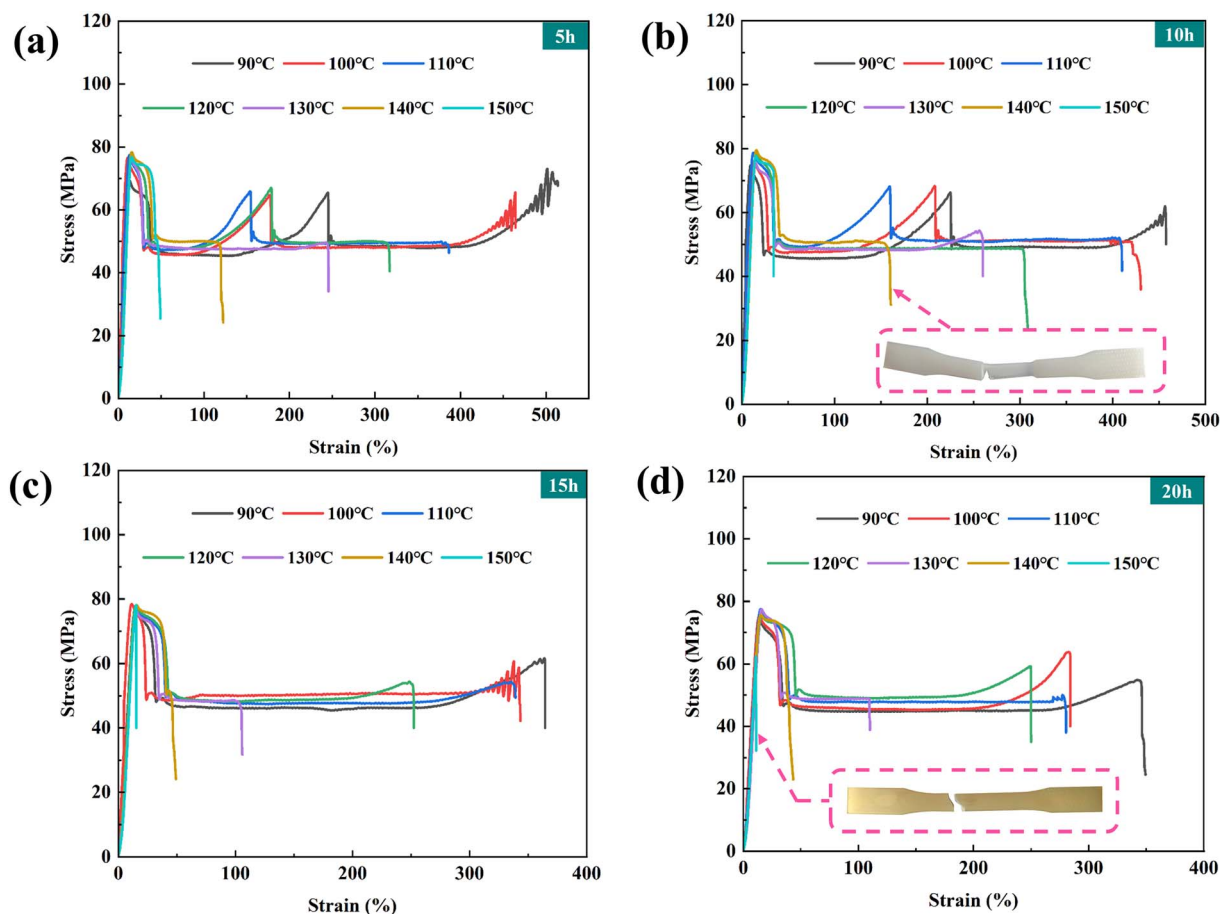 (a)
5h
90℃ 100℃ 110℃
120℃ 130℃ 140℃ 150℃
120
100
80
60
40
20
0
Stress (MPa)
0 100 200 300 400 500
Strain (%)
(b)
10h
90℃ 100℃ 110℃
120℃ 130℃ 140℃ 150℃
120
100
80
60
40
20
0
Stress (MPa)
0 100 200 300 400 500
Strain (%)
(c)
15h
90℃ 100℃ 110℃
120℃ 130℃ 140℃ 150℃
120
100
80
60
40
20
0
Stress (MPa)
0 100 200 300 400
Strain (%)
(d)
20h
90℃ 100℃ 110℃
120℃ 130℃ 140℃ 150℃
120
100
80
60
40
20
0
Stress (MPa)
0 100 200 300 400
Strain (%)